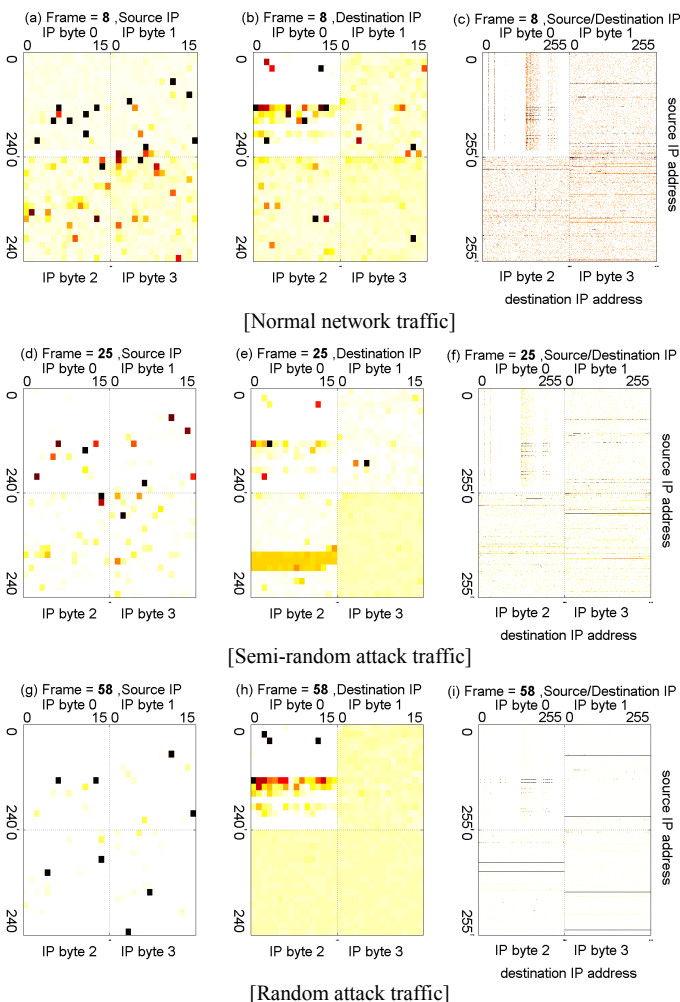 (a) Frame = 8 ,Source IP
IP byte 0 IP byte 1
0 15 0 15
0
240
0
240
IP byte 2 IP byte 3
(b) Frame = 8 ,Destination IP
IP byte 0 IP byte 1
0 15 0 15
0
240
0
240
IP byte 2 IP byte 3
(c) Frame = 8 ,Source/Destination IP
IP byte 0 IP byte 1
0 255 0 255
0
255
0
255
source IP address
IP byte 2 IP byte 3
destination IP address
[Normal network traffic]
(d) Frame = 25 ,Source IP
IP byte 0 IP byte 1
0 15 0 15
0
240
0
240
IP byte 2 IP byte 3
(e) Frame = 25 ,Destination IP
IP byte 0 IP byte 1
0 15 0 15
0
240
0
240
IP byte 2 IP byte 3
(f) Frame = 25 ,Source/Destination IP
IP byte 0 IP byte 1
0 255 0 255
0
255
0
255
source IP address
IP byte 2 IP byte 3
destination IP address
[Semi-random attack traffic]
(g) Frame = 58 ,Source IP
IP byte 0 IP byte 1
0 15 0 15
0
240
0
240
IP byte 2 IP byte 3
(h) Frame = 58 ,Destination IP
IP byte 0 IP byte 1
0 15 0 15
0
240
0
240
IP byte 2 IP byte 3
(i) Frame = 58 ,Source/Destination IP
IP byte 0 IP byte 1
0 255 0 255
0
255
0
255
source IP address
IP byte 2 IP byte 3
destination IP address
[Random attack traffic]